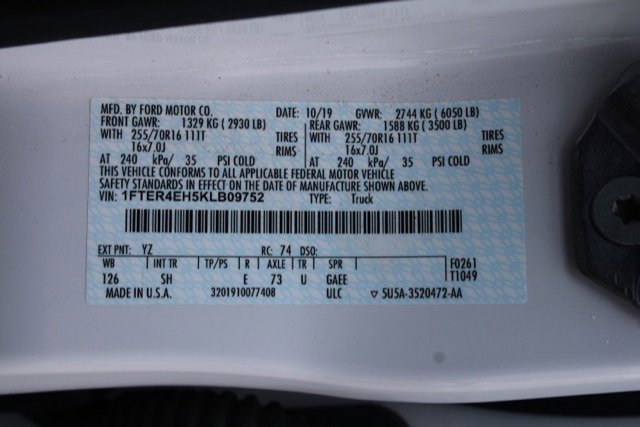 MFD. BY FORD MOTOR CO. DATE: 10/19 GVWR: 2744 KG ( 6050 LB)
FRONT GAWR: 1329 KG ( 2930 LB) REAR GAWR: 1588 KG ( 3500 LB)
WITH 255/70R16 111T TIRES WITH 255/70R16 111T TIRES
16x7.0J RIMS 16x7.0J RIMS
AT 240 kPa/ 35 PSI COLD AT 240 kPa/ 35 PSI COLD
THIS VEHICLE CONFORMS TO ALL APPLICABLE FEDERAL MOTOR VEHICLE
SAFETY STANDARDS IN EFFECT ON THE DATE OF MANUFACTURE SHOWN ABOVE.
VIN: 1FTER4EH5KLB09752 TYPE: Truck
EXT PNT: YZ RC: 74 DSO:
WB INT TR TP/PS R AXLE TR SPR F0261
126 SH E 73 U GAEE T1049
MADE IN U.S.A. 3201910077408 ULC ▽ 5U5A-3520472-AA